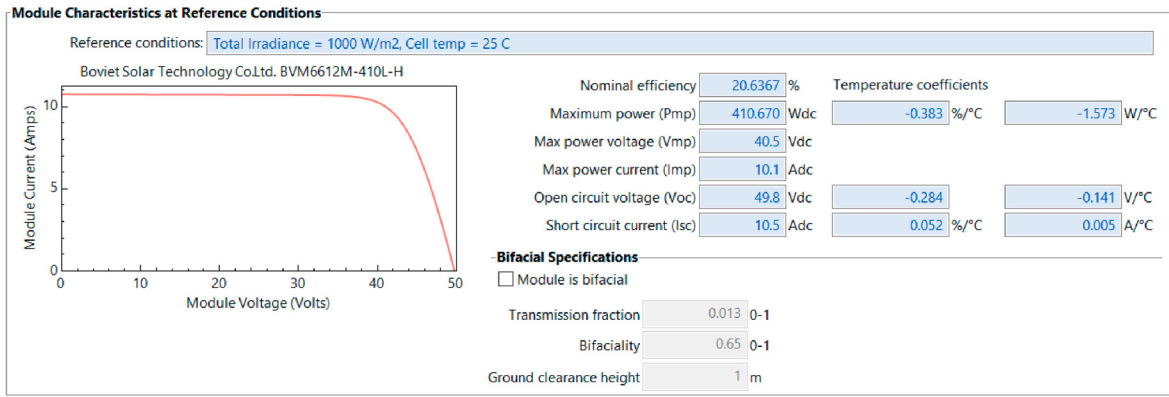 Module Characteristics at Reference Conditions
Reference conditions: Total Irradiance = 1000 W/m2, Cell temp = 25 C
Boviet Solar Technology Co.Ltd. BVM6612M-410L-H
Module Current (Amps)
10
5
0
0 10 20 30 40 50
Module Voltage (Volts)
Nominal efficiency 20.6367 % Temperature coefficients
Maximum power (Pmp) 410.670 Wdc -0.383 %/°C -1.573 W/°C
Max power voltage (Vmp) 40.5 Vdc
Max power current (Imp) 10.1 Adc
Open circuit voltage (Voc) 49.8 Vdc -0.284 -0.141 V/°C
Short circuit current (Isc) 10.5 Adc 0.052 %/°C 0.005 A/°C
Bifacial Specifications
Module is bifacial
Transmission fraction 0.013 0-1
Bifaciality 0.65 0-1
Ground clearance height 1 m